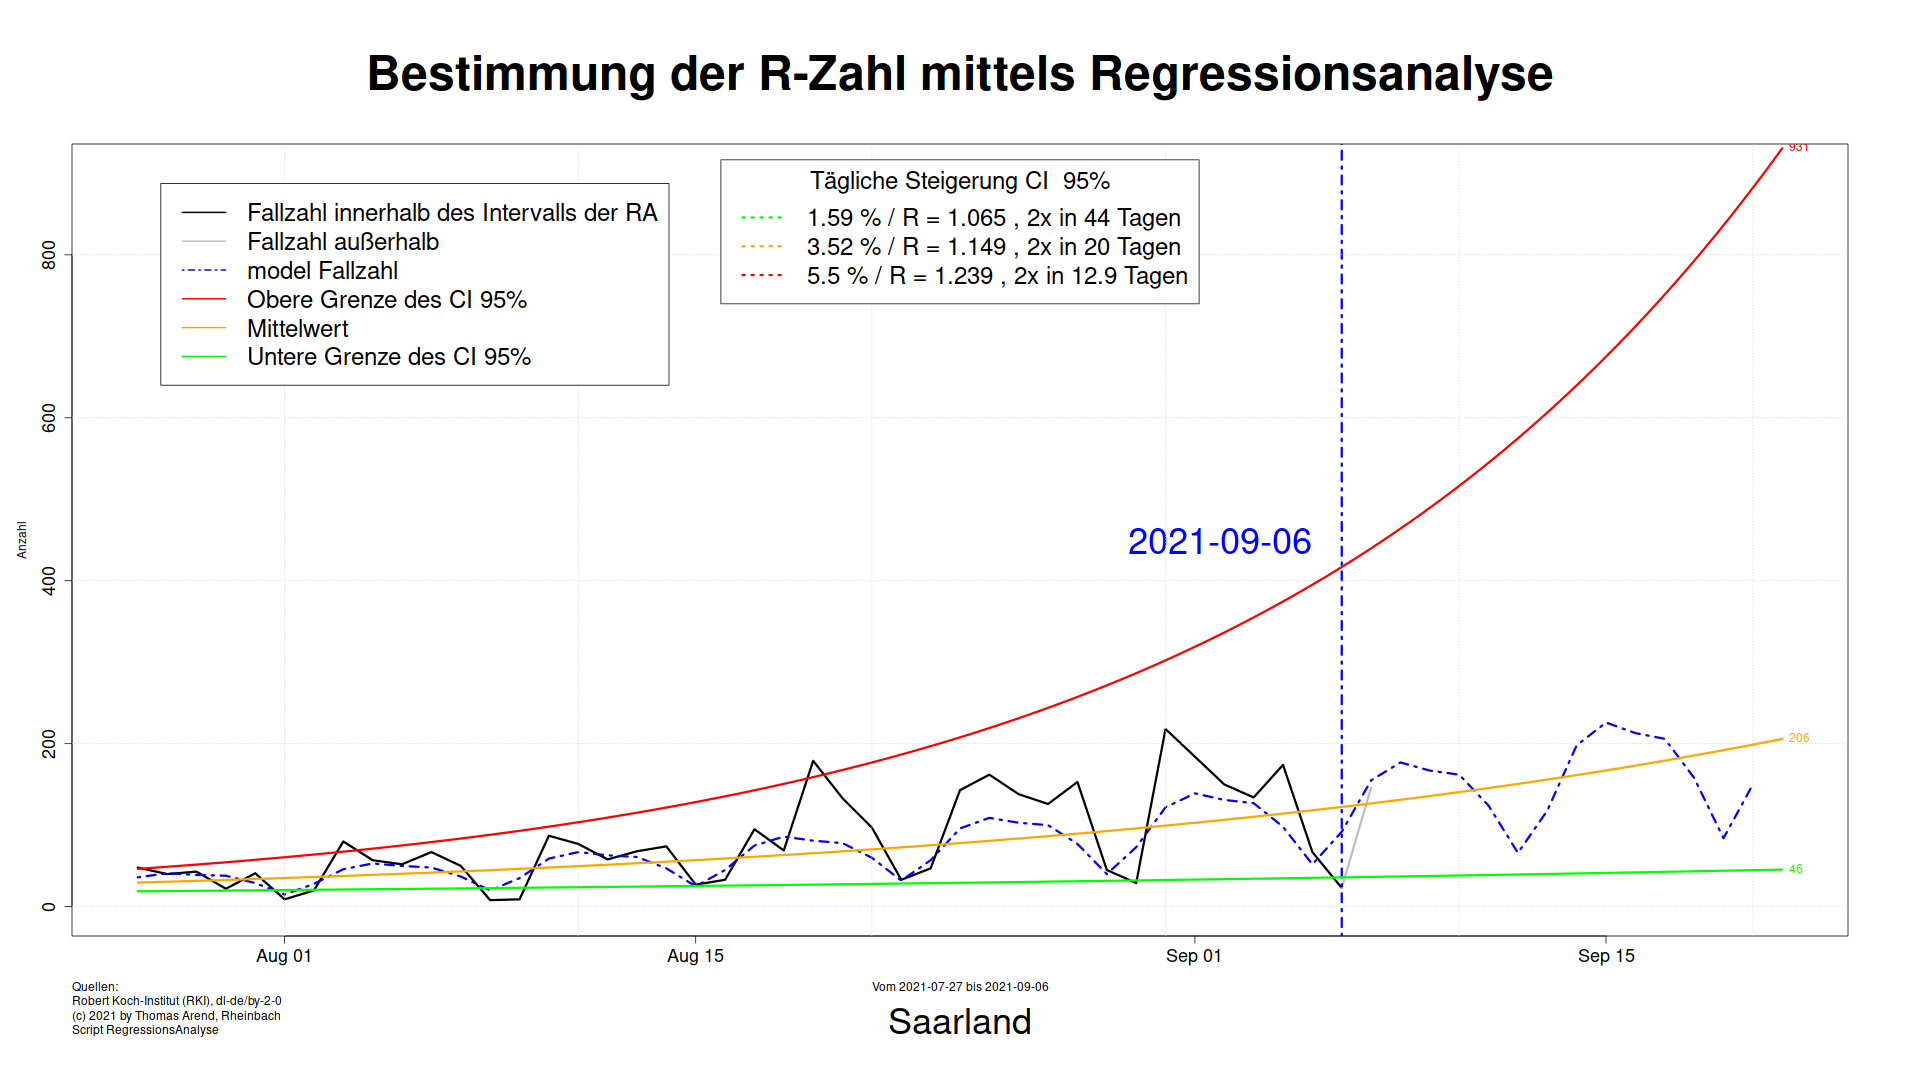 Bestimmung der R-Zahl mittels Regressionsanalyse
Fallzahl innerhalb des Intervalls der RA
Fallzahl außerhalb
model Fallzahl
Obere Grenze des CI 95%
Mittelwert
Untere Grenze des CI 95%
Tägliche Steigerung CI 95%
1.59 % / R = 1.065 , 2x in 44 Tagen
3.52 % / R = 1.149 , 2x in 20 Tagen
5.5 % / R = 1.239 , 2x in 12.9 Tagen
931
2021-09-06
206
46
Anzahl
800
600
400
200
0
Aug 01
Aug 15
Sep 01
Sep 15
Quellen:
Robert Koch-Institut (RKI), dl-de/by-2-0
(c) 2021 by Thomas Arend, Rheinbach
Script RegressionsAnalyse
Vom 2021-07-27 bis 2021-09-06
Saarland